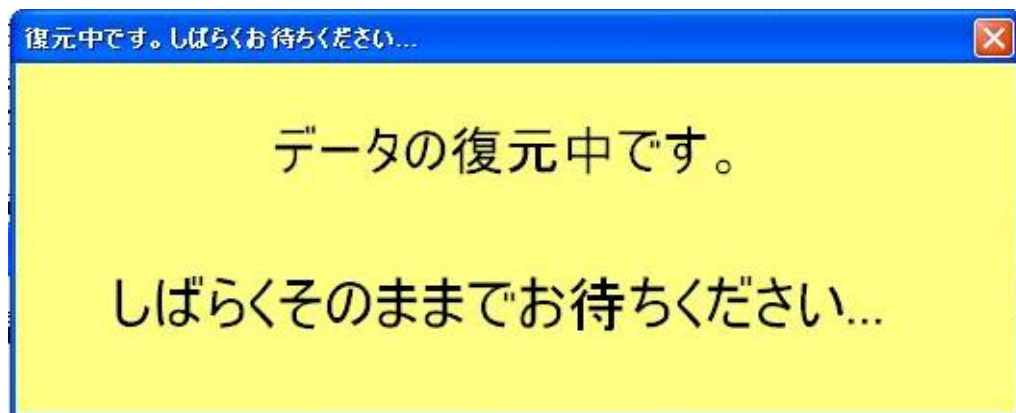 復元中です。しばらくお待ちください...
データの復元中です。
しばらくそのままでお待ちください...